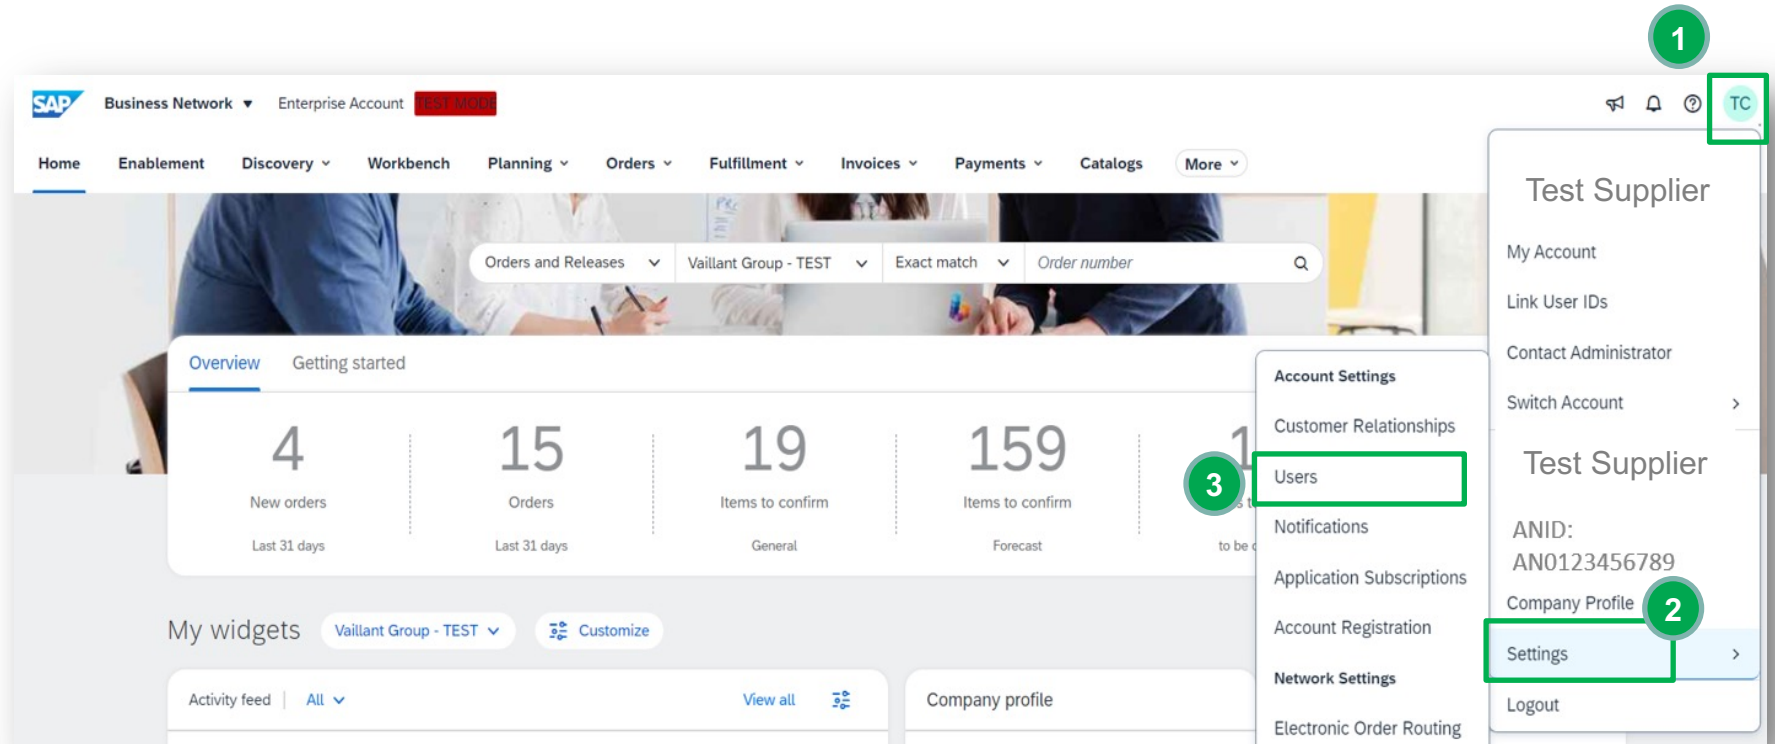 1
SAP Business Network Enterprise Account TEST MODE TC
Home Enablement Discovery Workbench Planning Orders Fulfillment Invoices Payments Catalogs More
Test Supplier
My Account
Link User IDs
Contact Administrator
Switch Account
Test Supplier
ANID:
AN0123456789
Company Profile
2
Settings
Logout
Orders and Releases Vaillant Group - TEST Exact match Order number
Overview Getting started
4 15 19 159 1
New orders Orders Items to confirm Items to confirm
Last 31 days Last 31 days General Forecast to be
Account Settings
Customer Relationships
3
Users
Notifications
Application Subscriptions
Account Registration
Network Settings
Electronic Order Routing
My widgets Vaillant Group - TEST Customize
Activity feed All View all
Company profile